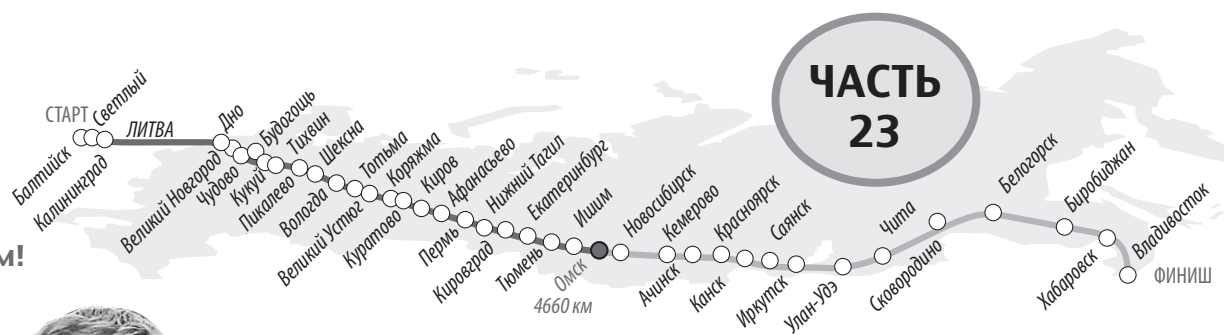 ЧАСТЬ
23
СТАРТ
Балтийск
Светлый
Калининград
ЛИТВА
Дно
Великий Новгород
Чудово
Будогощь
Кукуй
Тихвин
Пикалево
Шексна
Вологда
Тотьма
Великий Устюг
Коряжма
Куратово
Киров
Афанасьево
Пермь
Нижний Тагил
Кировград
Екатеринбург
Тюмень
Ишим
Омск
4660 км
Новосибирск
Кемерово
Ачинск
Красноярск
Канск
Саянск
Иркутск
Улан-Удэ
Чита
Сковородино
Белогорск
Биробиджан
Хабаровск
Владивосток
ФИНИШ
м!